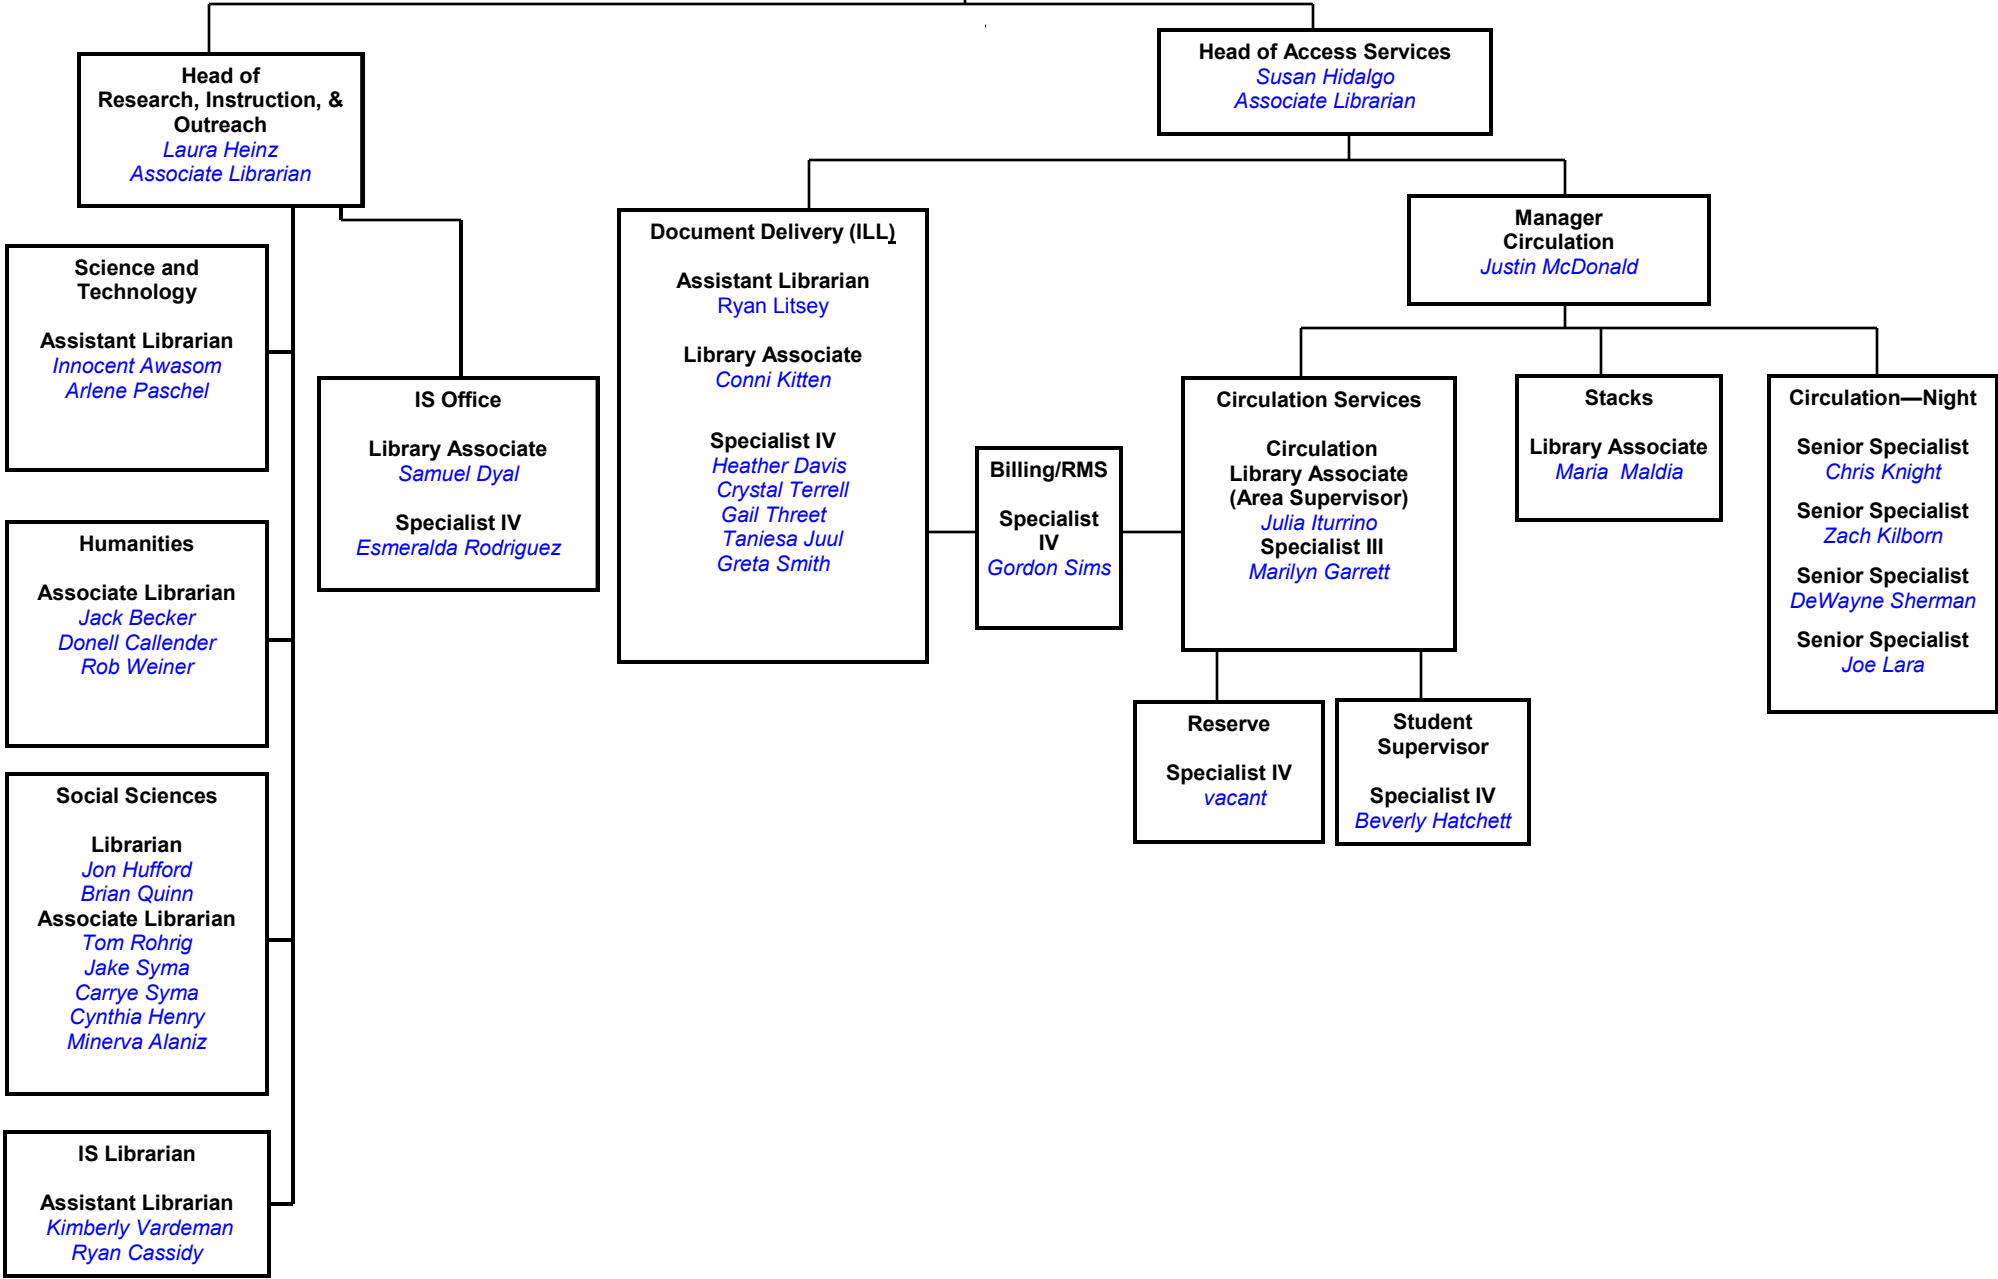 Head of
Research, Instruction, &
Outreach
Laura Heinz
Associate Librarian
Head of Access Services
Susan Hidalgo
Associate Librarian
Science and
Technology
Assistant Librarian
Innocent Awasom
Arlene Paschel
Humanities
Associate Librarian
Jack Becker
Donell Callender
Rob Weiner
Social Sciences
Librarian
Jon Hufford
Brian Quinn
Associate Librarian
Tom Rohrig
Jake Syma
Carrye Syma
Cynthia Henry
Minerva Alaniz
IS Librarian
Assistant Librarian
Kimberly Vardeman
Ryan Cassidy
IS Office
Library Associate
Samuel Dyal
Specialist IV
Esmeralda Rodriguez
Document Delivery (ILL)
Assistant Librarian
Ryan Litsey
Library Associate
Conni Kitten
Specialist IV
Heather Davis
Crystal Terrell
Gail Threet
Taniesa Juul
Greta Smith
Billing/RMS
Specialist
IV
Gordon Sims
Manager
Circulation
Justin McDonald
Circulation Services
Circulation
Library Associate
(Area Supervisor)
Julia Iturrino
Specialist III
Marilyn Garrett
Reserve
Specialist IV
vacant
Student
Supervisor
Specialist IV
Beverly Hatchett
Stacks
Library Associate
Maria Maldia
Circulation—Night
Senior Specialist
Chris Knight
Senior Specialist
Zach Kilborn
Senior Specialist
DeWayne Sherman
Senior Specialist
Joe Lara